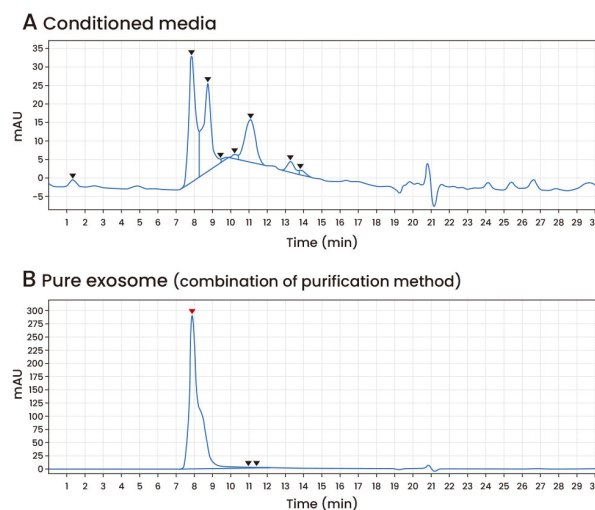 A Conditioned media
35
30
25
20
15
10
5
0
-5
mAU
1 2 3 4 5 6 7 8 9 10 11 12 13 14 15 16 17 18 19 20 21 22 23 24 25 26 27 28 29 3
Time (min)
B Pure exosome (combination of purification method)
300
275
250
225
200
175
150
125
100
75
50
25
0
mAU
1 2 3 4 5 6 7 8 9 10 11 12 13 14 15 16 17 18 19 20 21 22 23 24 25 26 27 28 29 3
Time (min)